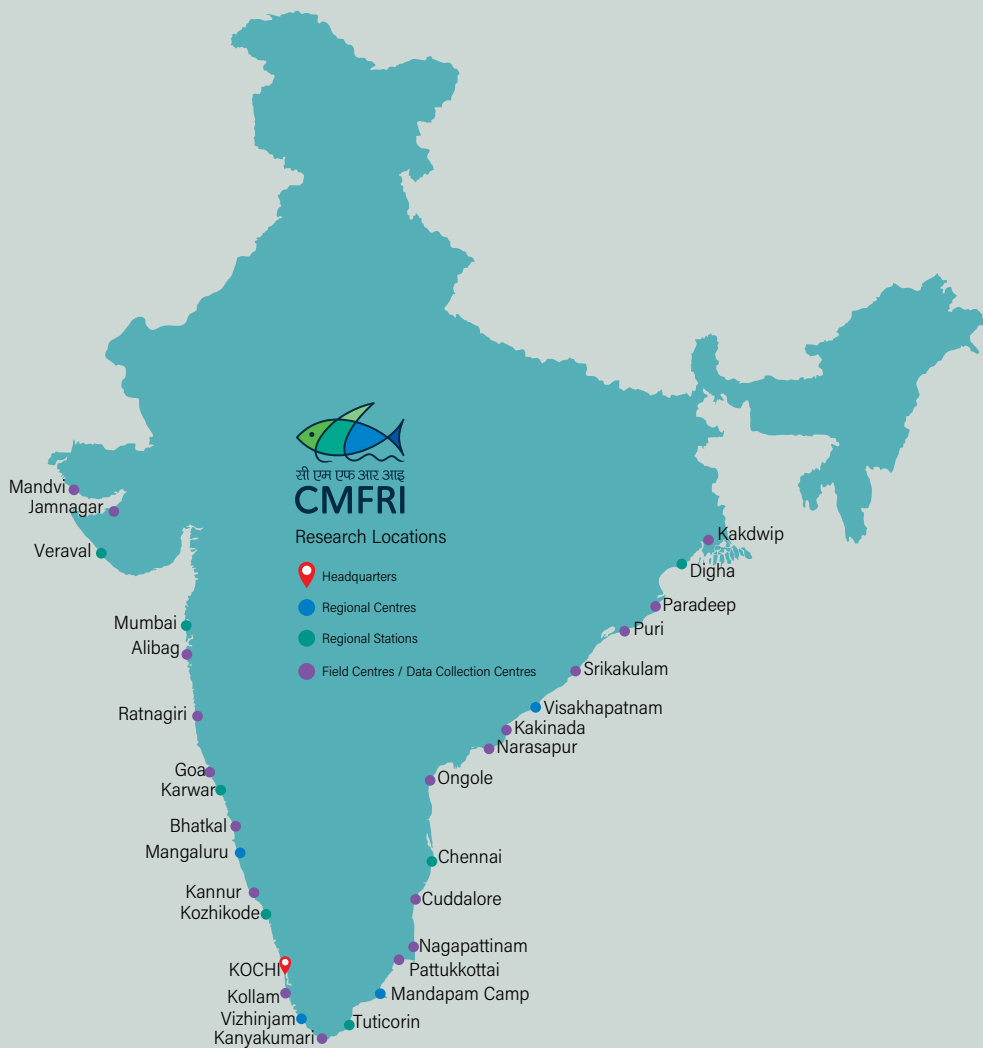 सी एम एफ आर आइ
CMFRI
Research Locations
Headquarters
Regional Centres
Regional Stations
Field Centres / Data Collection Centres
Mandvi
Jamnagar
Veraval
Mumbai
Alibag
Ratnagiri
Goa
Karwar
Bhatkal
Mangaluru
Kannur
Kozhikode
KOCHI
Kollam
Vizhinjam
Kanyakumari
Kakdwip
Digha
Paradeep
Puri
Srikakulam
Visakhapatnam
Kakinada
Narasapur
Ongole
Chennai
Cuddalore
Nagapattinam
Pattukkottai
Mandapam Camp
Tuticorin